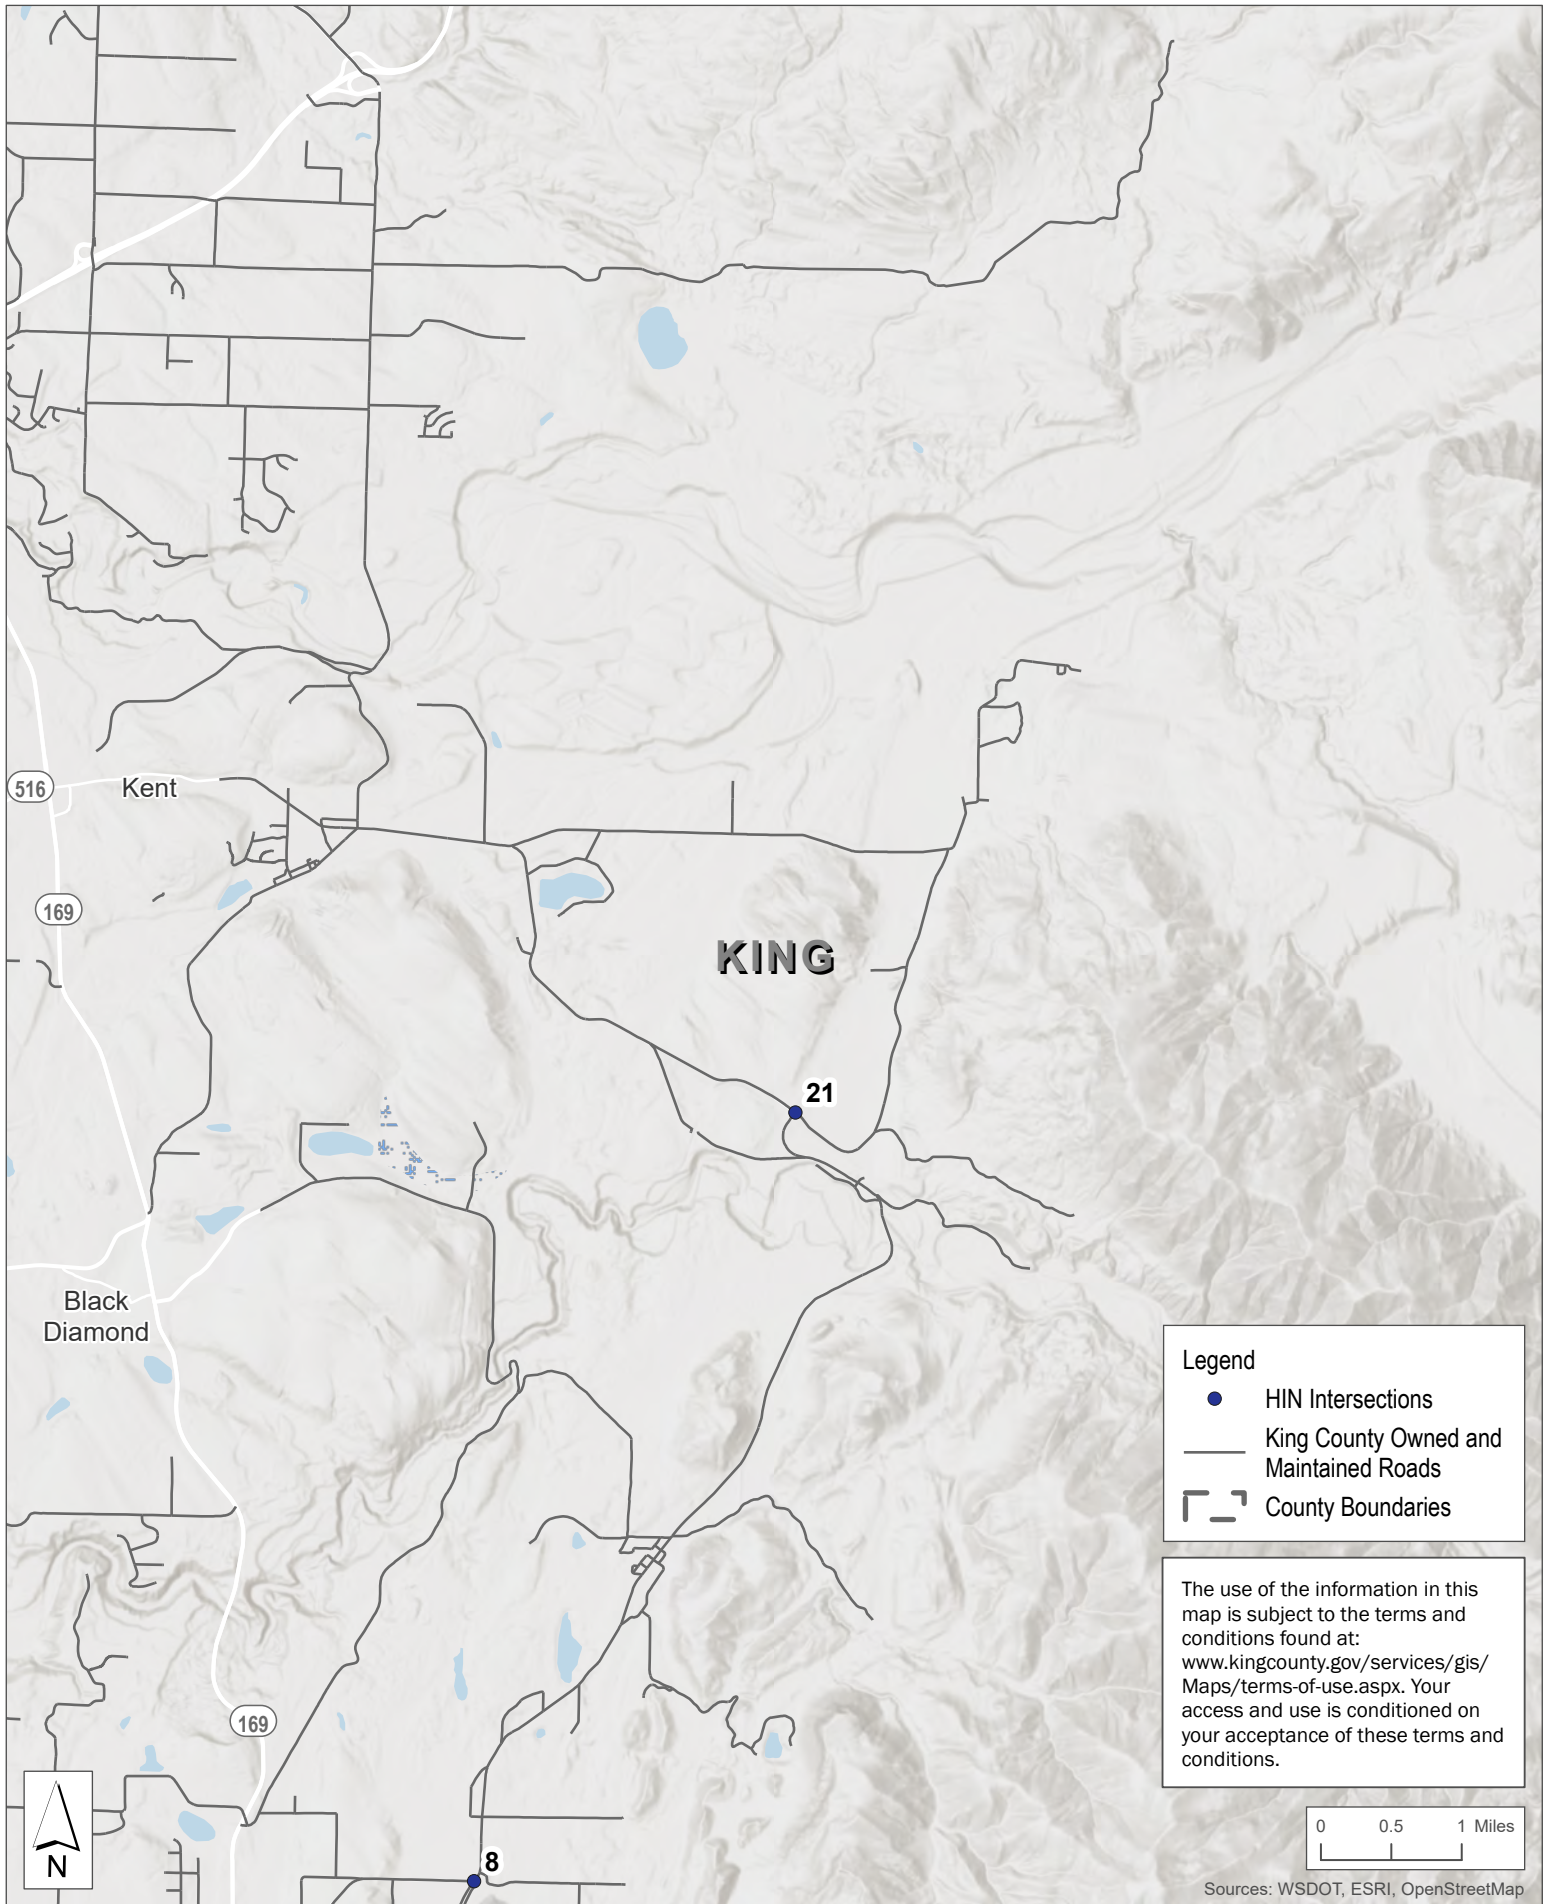 516
Kent
169
KING
21
Black
Diamond
Legend
HIN Intersections
King County Owned and
Maintained Roads
County Boundaries
The use of the information in this
map is subject to the terms and
conditions found at:
www.kingcounty.gov/services/gis/
Maps/terms-of-use.aspx. Your
access and use is conditioned on
your acceptance of these terms and
conditions.
169
N
8
0 0.5 1 Miles
Sources: WSDOT, ESRI, OpenStreetMap